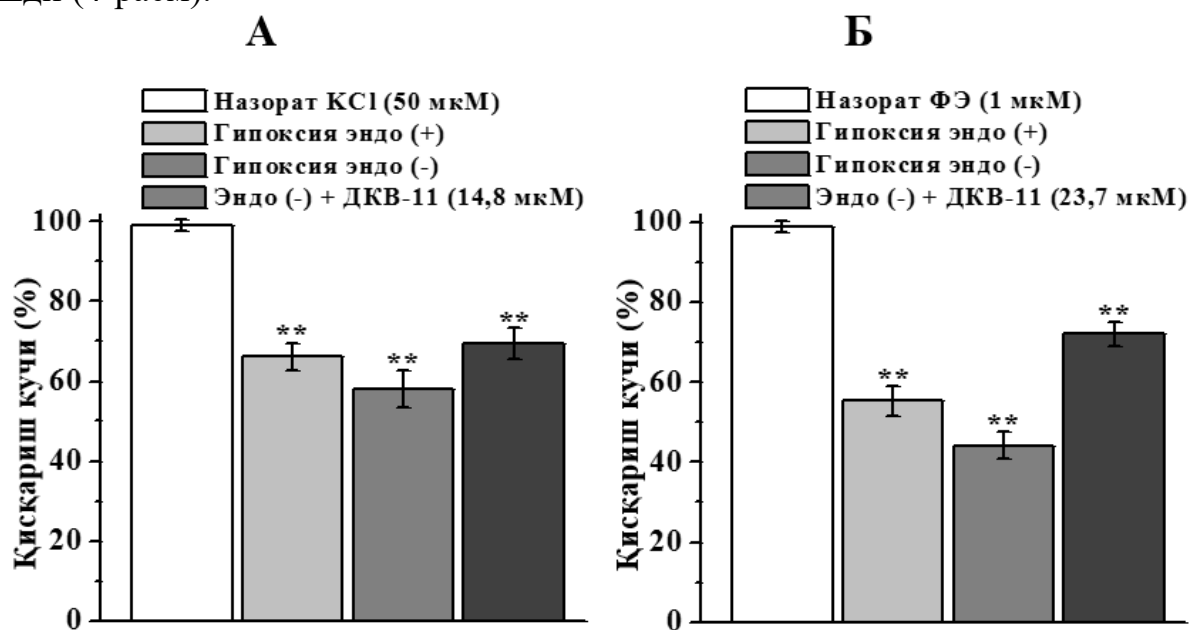 А
Назорат KCl (50 мкМ)
Гипоксия эндо (+)
Гипоксия эндо (-)
Эндо (-) + ДКВ-11 (14,8 мкМ)
Қисқариш кучи (%)
100
80
60
40
20
0
**
**
**
Б
Назорат ФЭ (1 мкМ)
Гипоксия эндо (+)
Гипоксия эндо (-)
Эндо (-) + ДКВ-11 (23,7 мкМ)
Қисқариш кучи (%)
100
80
60
40
20
0
**
**
**